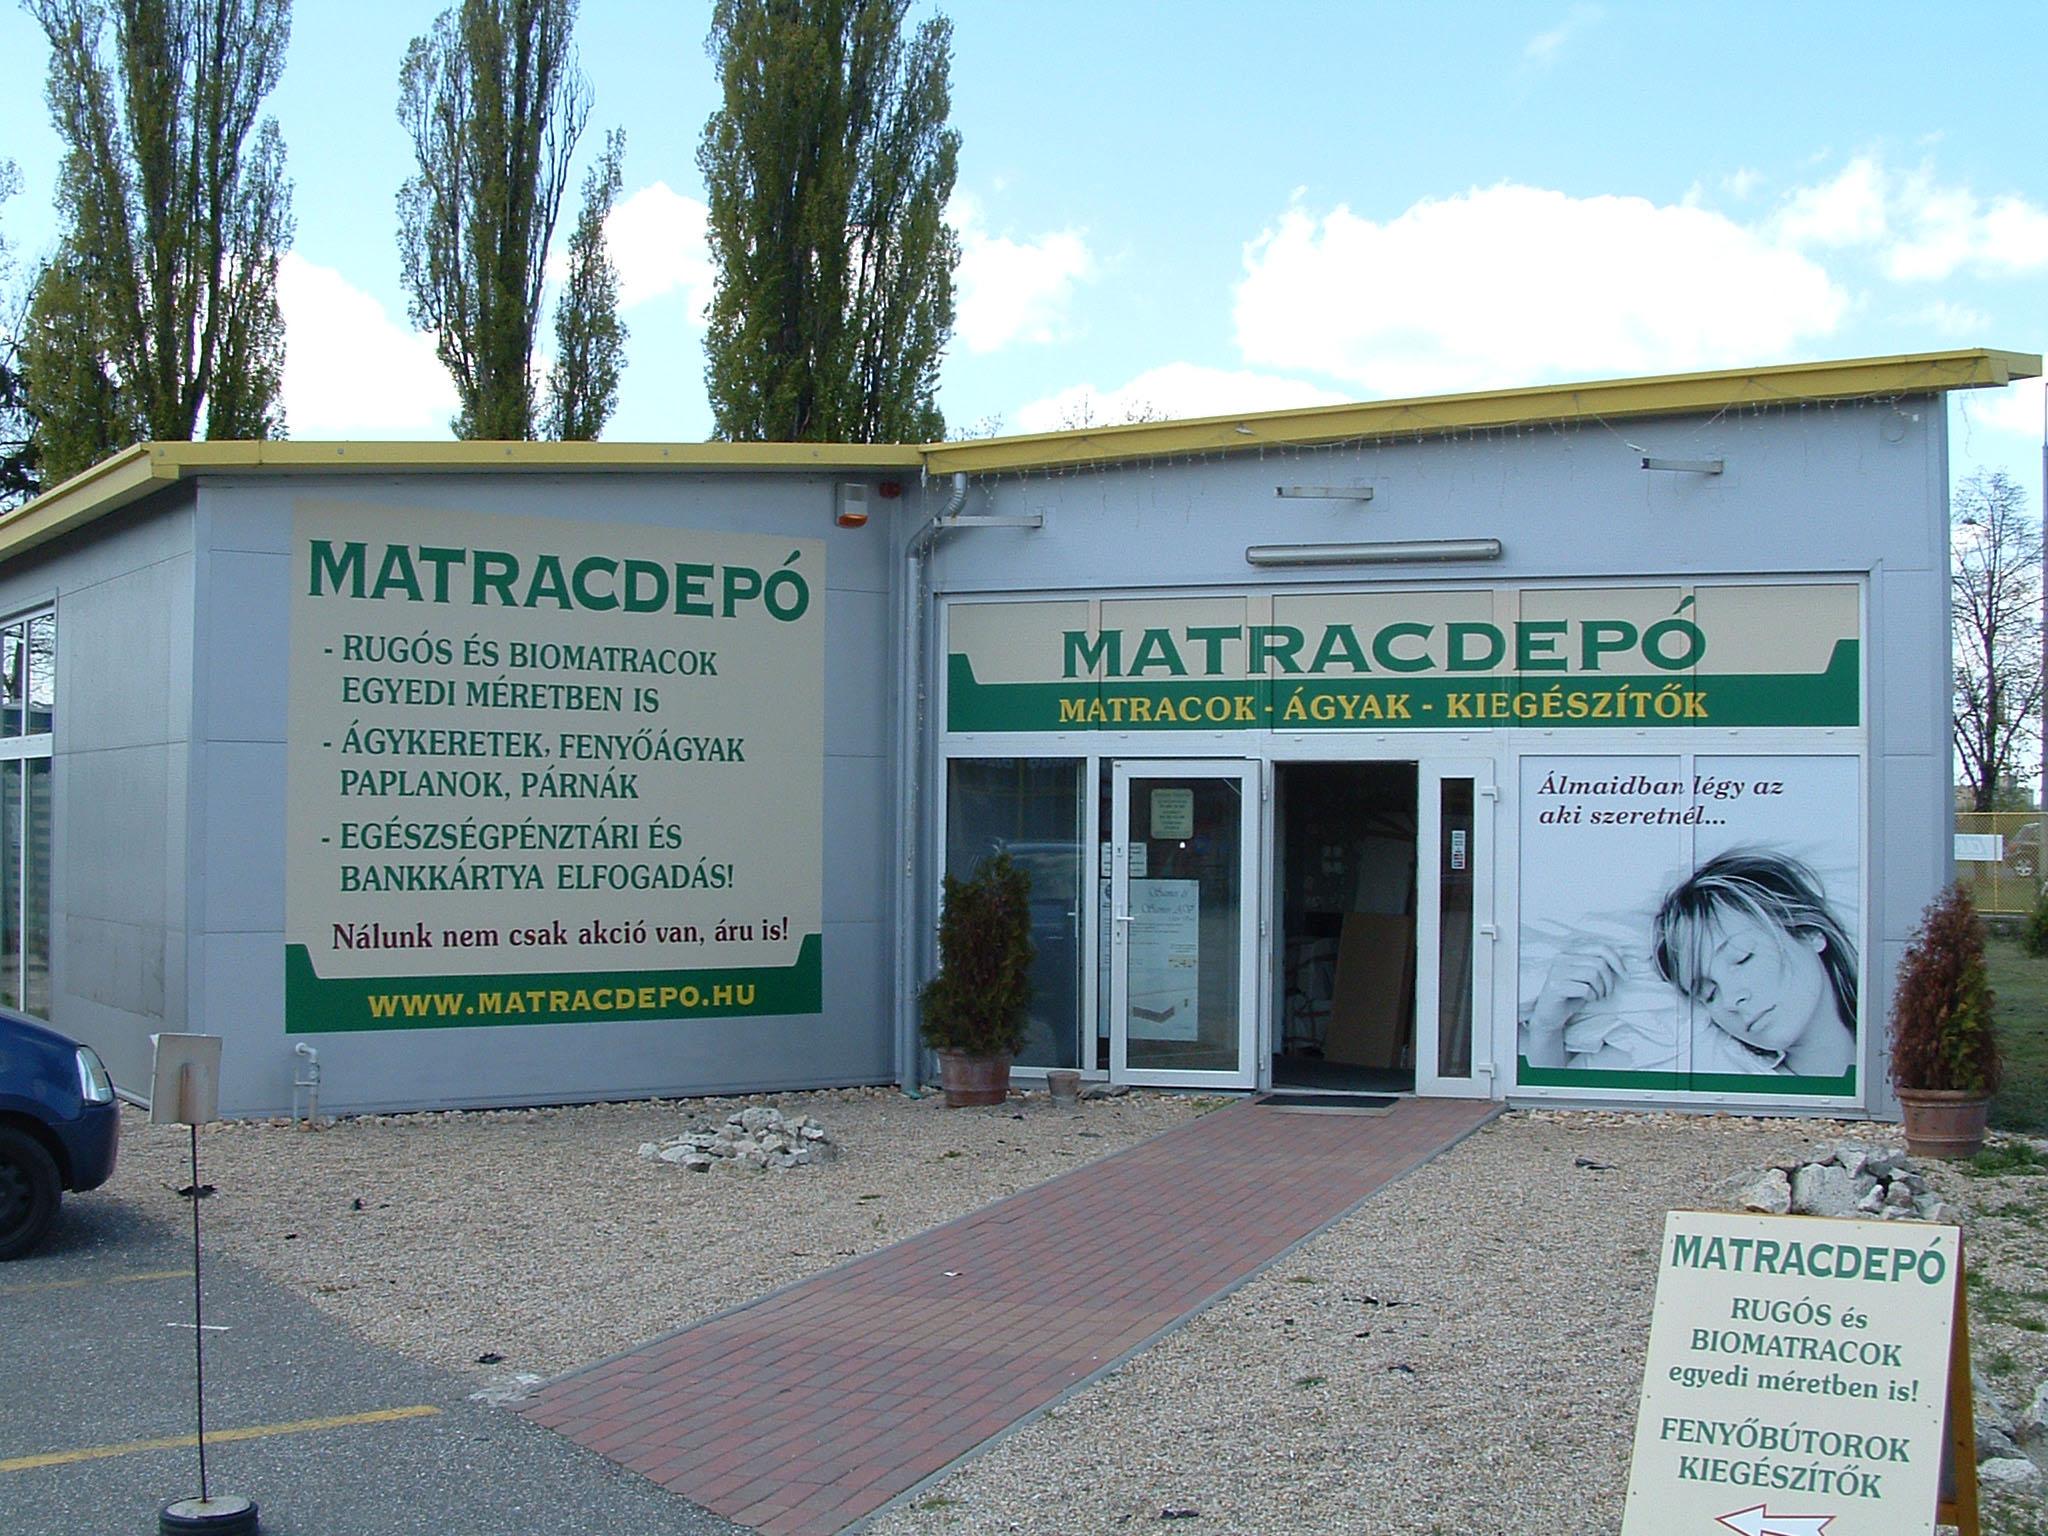 MATRACDEPÓ
- RUGÓS ÉS BIOMATRACOK
EGYEDI MÉRETBEN IS
- ÁGYKERETEK, FENYŐÁGYAK
PAPLANOK, PÁRNÁK
- EGÉSZSÉGPÉNZTÁRI ÉS
BANKKÁRTYA ELFOGADÁS!
Nálunk nem csak akció van, áru is!
WWW.MATRACDEPO.HU
MATRACDEPÓ
MATRACOK - ÁGYAK - KIEGÉSZÍTŐK
Álmaidban légy az
aki szeretnél...
MATRACDEPÓ
RUGÓS és
BIOMATRACOK
egyedi méretben is!
FENYŐBÚTOROK
KIEGÉSZÍTŐK